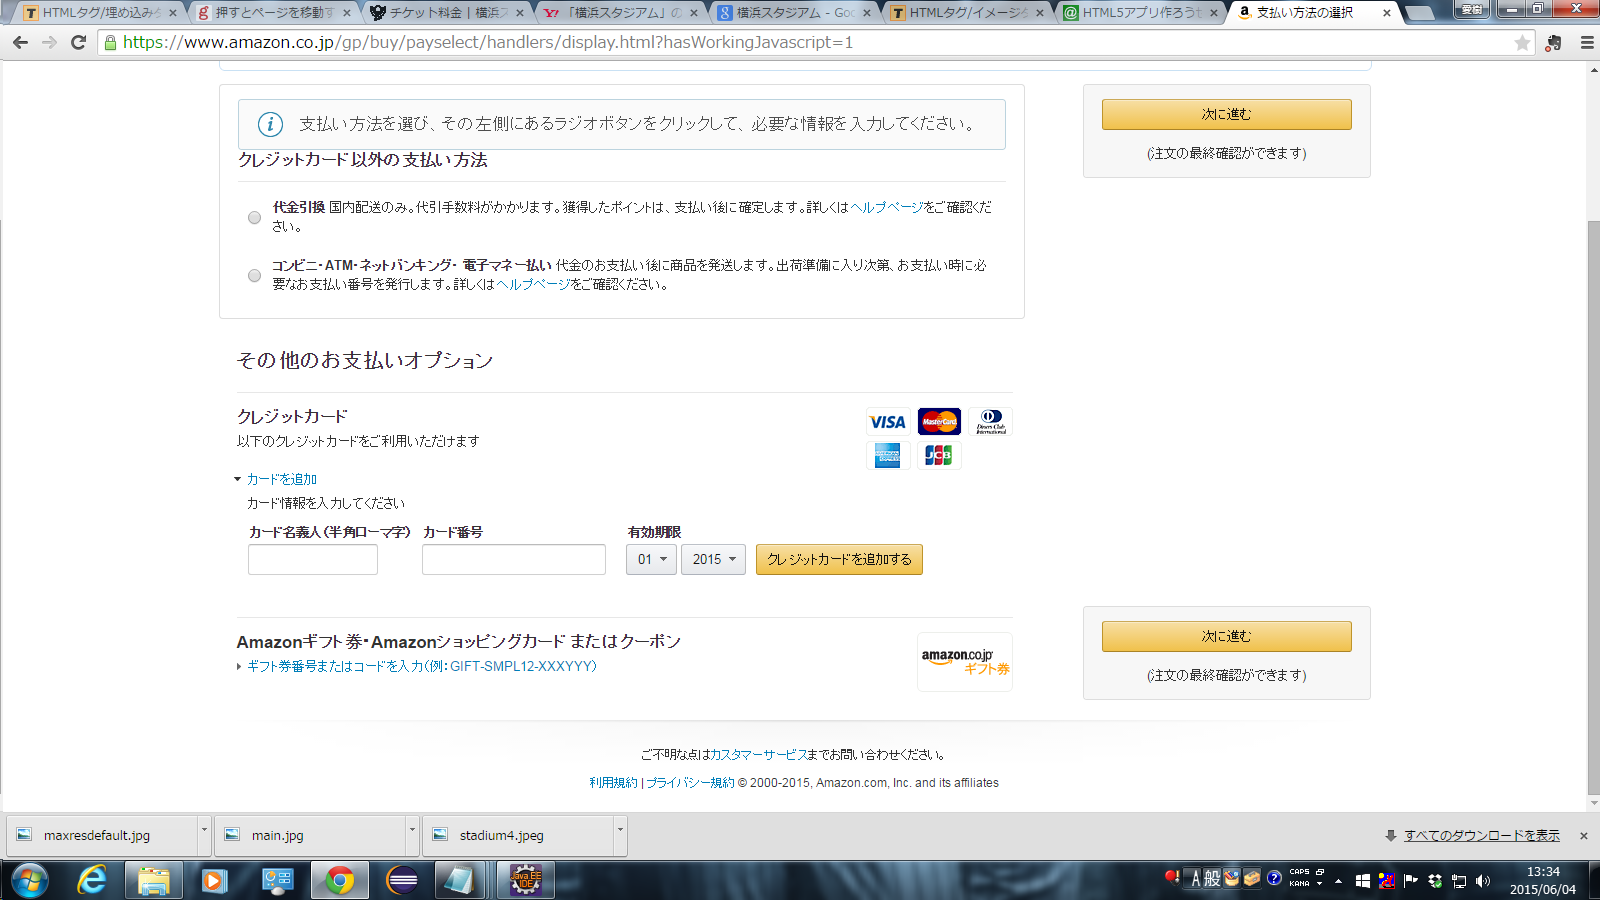 HTMLタグ/埋め込みタ
押すとページを移動す
チケット料金｜横浜ス
「横浜スタジアム」の
横浜スタジアム - Goo
HTMLタグ/イメージタ
HTML5アプリ作ろうぜ
支払い方法の選択
愛樹
https://www.amazon.co.jp/gp/buy/payselect/handlers/display.html?hasWorkingJavascript=1
支払い方法を選び、その左側にあるラジオボタンをクリックして、必要な情報を入力してください。
次に進む
(注文の最終確認ができます)
クレジットカード以外の支払い方法
代金引換 国内配送のみ。代引手数料がかかります。獲得したポイントは、支払い後に確定します。詳しくはヘルプページをご確認くだ
さい。
コンビニ・ATM・ネットバンキング・電子マネー払い 代金のお支払い後に商品を発送します。出荷準備に入り次第、お支払い時に必
要なお支払い番号を発行します。詳しくはヘルプページをご確認ください。
その他のお支払いオプション
クレジットカード
以下のクレジットカードをご利用いただけます
VISA MasterCard Diners Club International
JCB
カードを追加
カード情報を入力してください
カード名義人（半角ローマ字） カード番号 有効期限
01 2015 クレジットカードを追加する
Amazonギフト券・Amazonショッピングカード またはクーポン
ギフト券番号またはコードを入力（例：GIFT-SMPL12-XXXYYY）
amazon.co.jp
ギフト券
次に進む
(注文の最終確認ができます)
ご不明な点はカスタマーサービスまでお問い合わせください。
利用規約 | プライバシー規約 © 2000-2015, Amazon.com, Inc. and its affiliates
maxresdefault.jpg
main.jpg
stadium4.jpeg
すべてのダウンロードを表示
Java EE
IDE
A 般
CAPS
KANA
13:34
2015/06/04